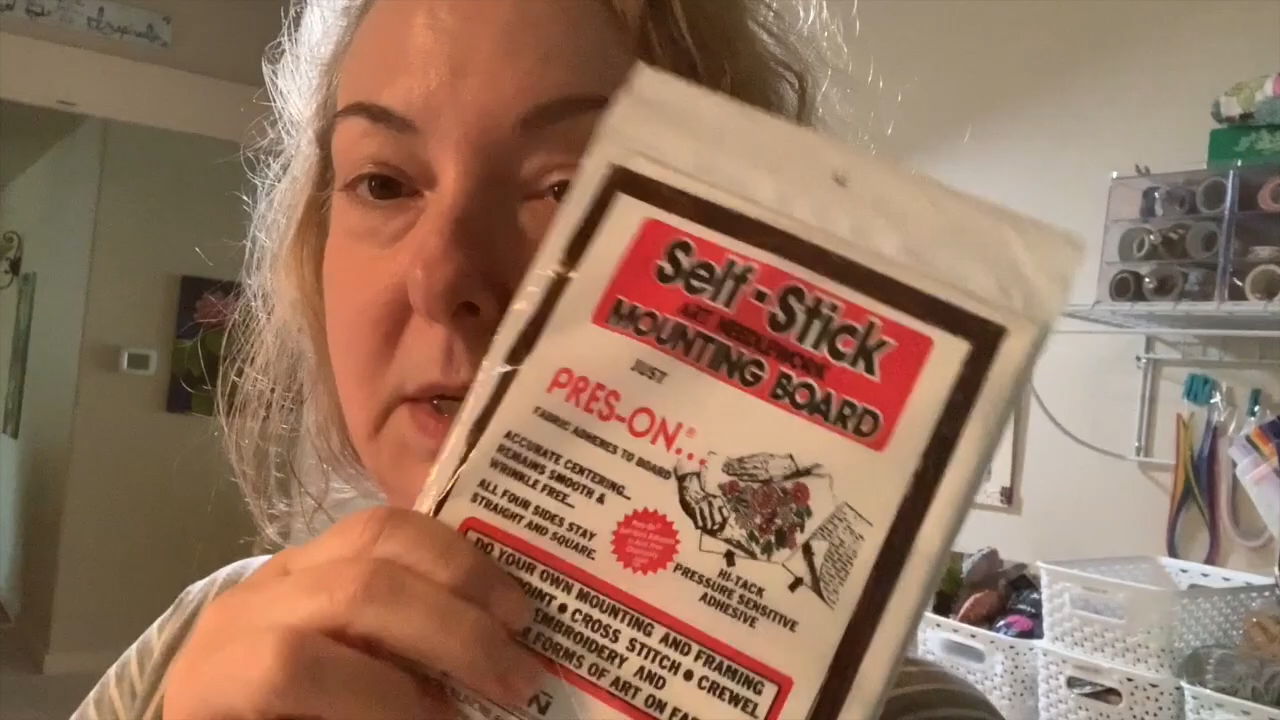 Self-Stick
ART NEEDLEWORK
MOUNTING BOARD
JUST
PRES-ON®...
FABRIC ADHERES TO BOARD
ACCURATE CENTERING...
REMAINS SMOOTH &
WRINKLE FREE...
ALL FOUR SIDES STAY
STRAIGHT AND SQUARE.
HI-TACK
PRESSURE SENSITIVE
ADHESIVE
DO YOUR OWN MOUNTING AND FRAMING
POINT • CROSS STITCH • CREWEL
EMBROIDERY AND
FORMS OF ART ON FAB